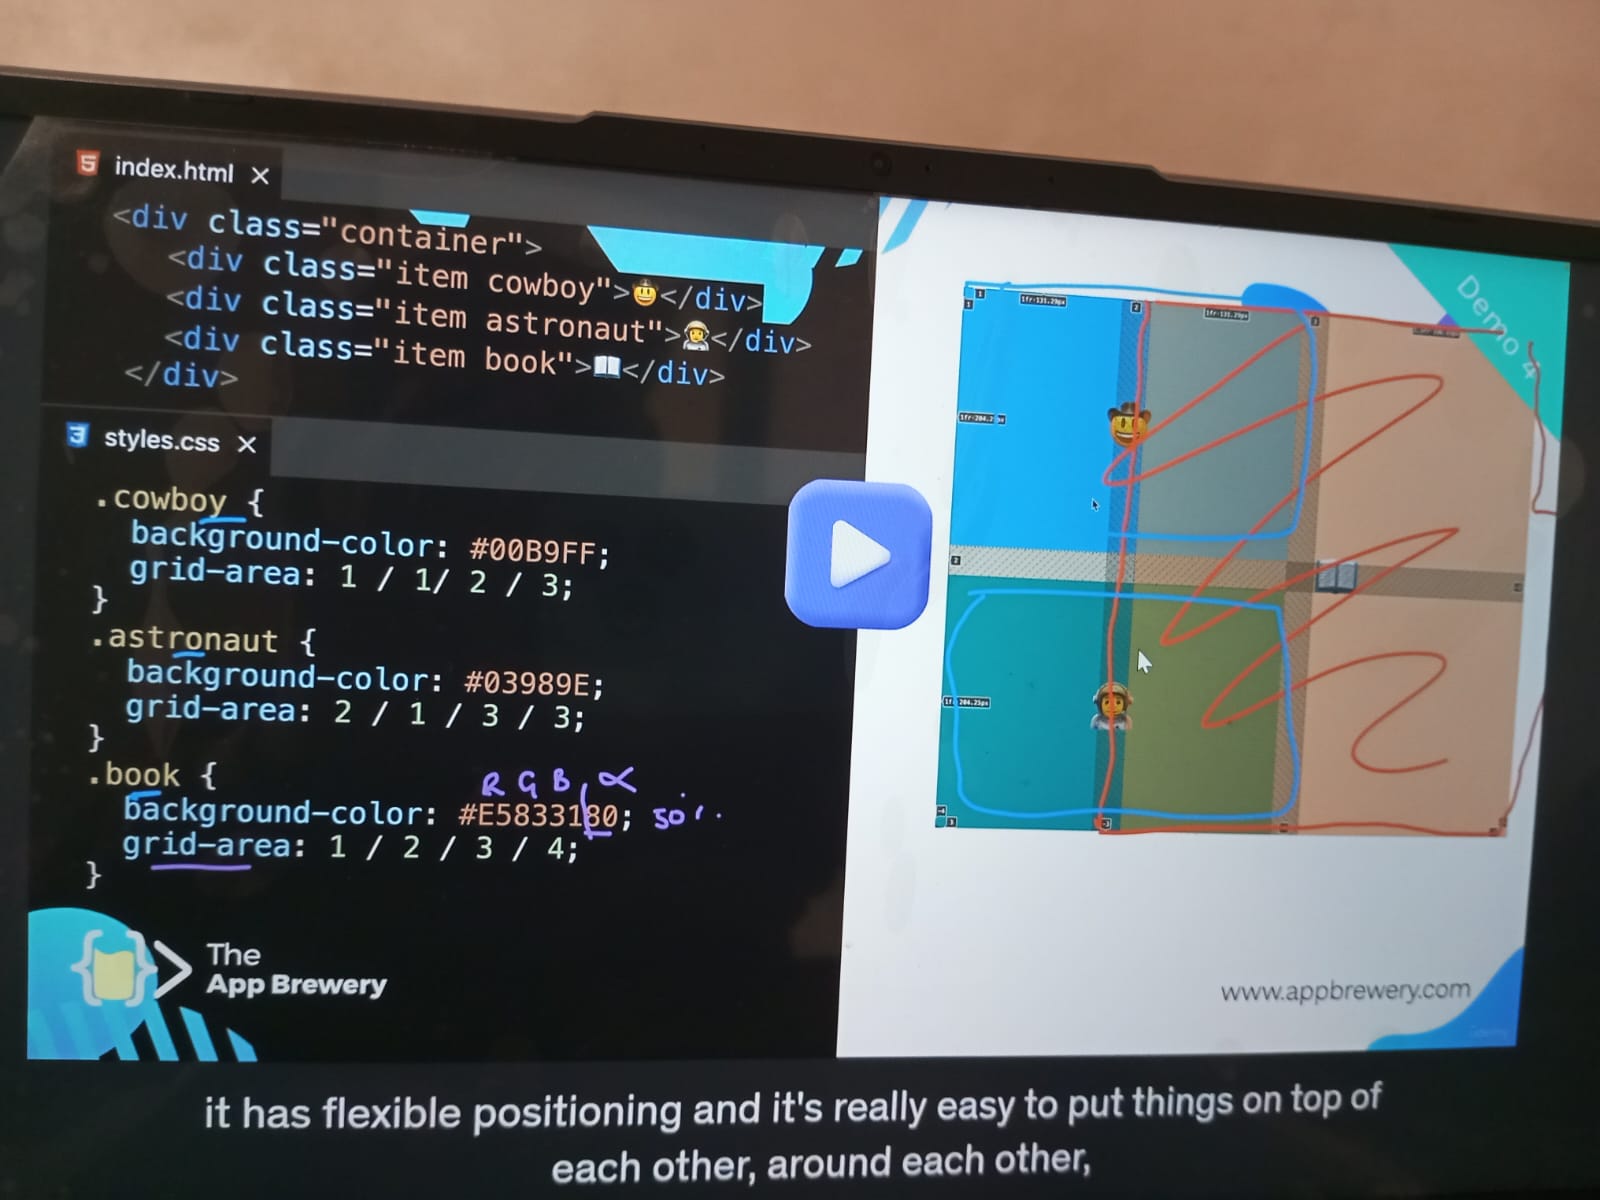 index.html ×
<div class="container">
<div class="item cowboy">🤠</div>
<div class="item astronaut">🧑‍🚀</div>
<div class="item book">📖</div>
</div>
styles.css ×
.cowboy {
background-color: #00B9FF;
grid-area: 1 / 1/ 2 / 3;
}
.astronaut {
background-color: #03989E;
grid-area: 2 / 1 / 3 / 3;
}
.book {
R G B, α
background-color: #E5833180; 50%.
grid-area: 1 / 2 / 3 / 4;
}
The
App Brewery
Demo 4
1fr·131.29px
1fr·131.29px
1fr·204.2 px
1fr 204.25px
www.appbrewery.com
it has flexible positioning and it's really easy to put things on top of
each other, around each other,